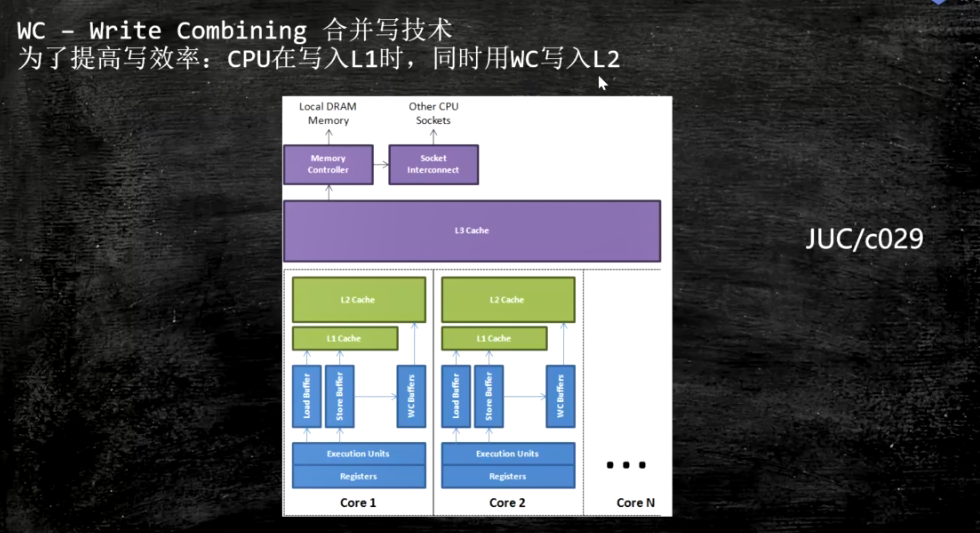 WC – Write Combining 合并写技术
为了提高写效率：CPU在写入L1时，同时用WC写入L2
Local DRAM
Memory
Other CPU
Sockets
Memory
Controller
Socket
Interconnect
L3 Cache
JUC/c029
L2 Cache
L2 Cache
L1 Cache
L1 Cache
Load Buffer
Store Buffer
WC Buffers
Load Buffer
Store Buffer
WC Buffers
Execution Units
Execution Units
Registers
Registers
Core 1
Core 2
Core N